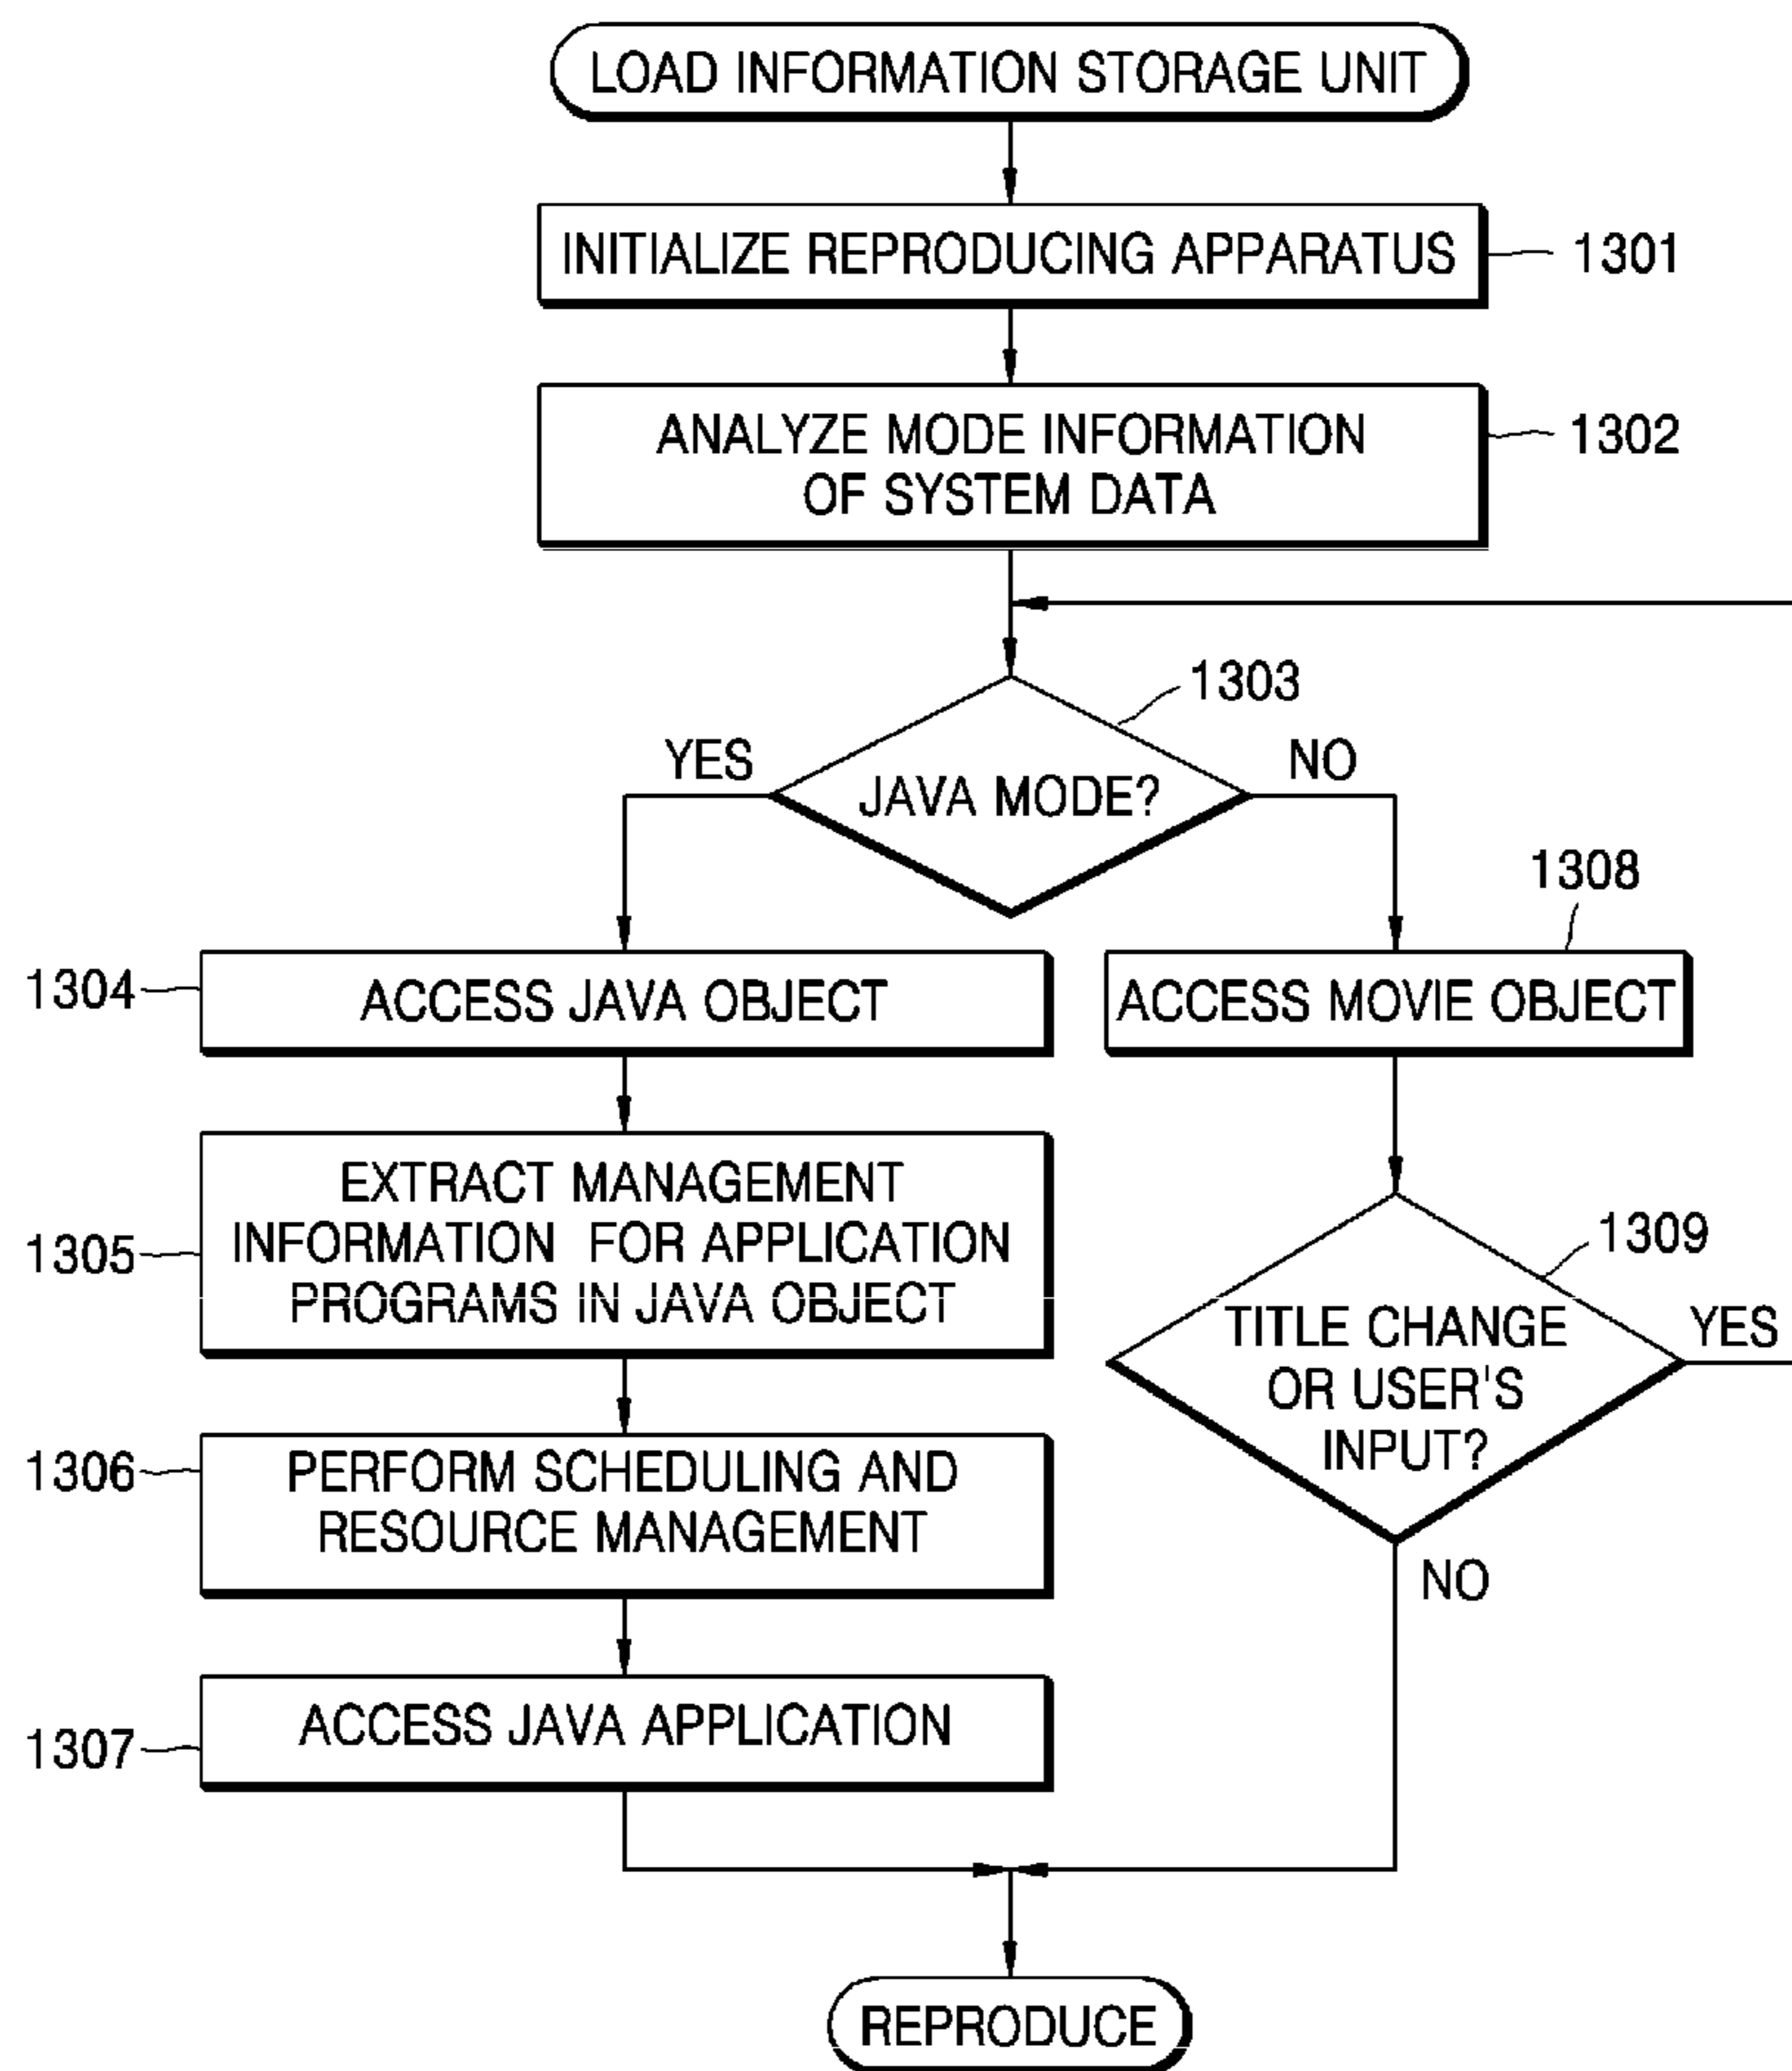 LOAD INFORMATION STORAGE UNIT
INITIALIZE REPRODUCING APPARATUS
1301
ANALYZE MODE INFORMATION
OF SYSTEM DATA
1302
1303
YES
JAVA MODE?
NO
1308
1304
ACCESS JAVA OBJECT
ACCESS MOVIE OBJECT
EXTRACT MANAGEMENT
INFORMATION FOR APPLICATION
PROGRAMS IN JAVA OBJECT
1305
1309
TITLE CHANGE
OR USER'S
INPUT?
YES
1306
PERFORM SCHEDULING AND
RESOURCE MANAGEMENT
NO
1307
ACCESS JAVA APPLICATION
REPRODUCE